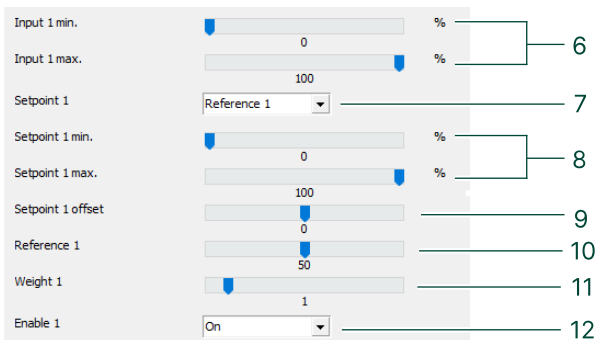 Input 1 min. %
0
6
Input 1 max. %
100
Setpoint 1 Reference 1 7
Setpoint 1 min. %
0
8
Setpoint 1 max. %
100
Setpoint 1 offset 9
0
Reference 1 10
50
Weight 1 11
1
Enable 1 On 12